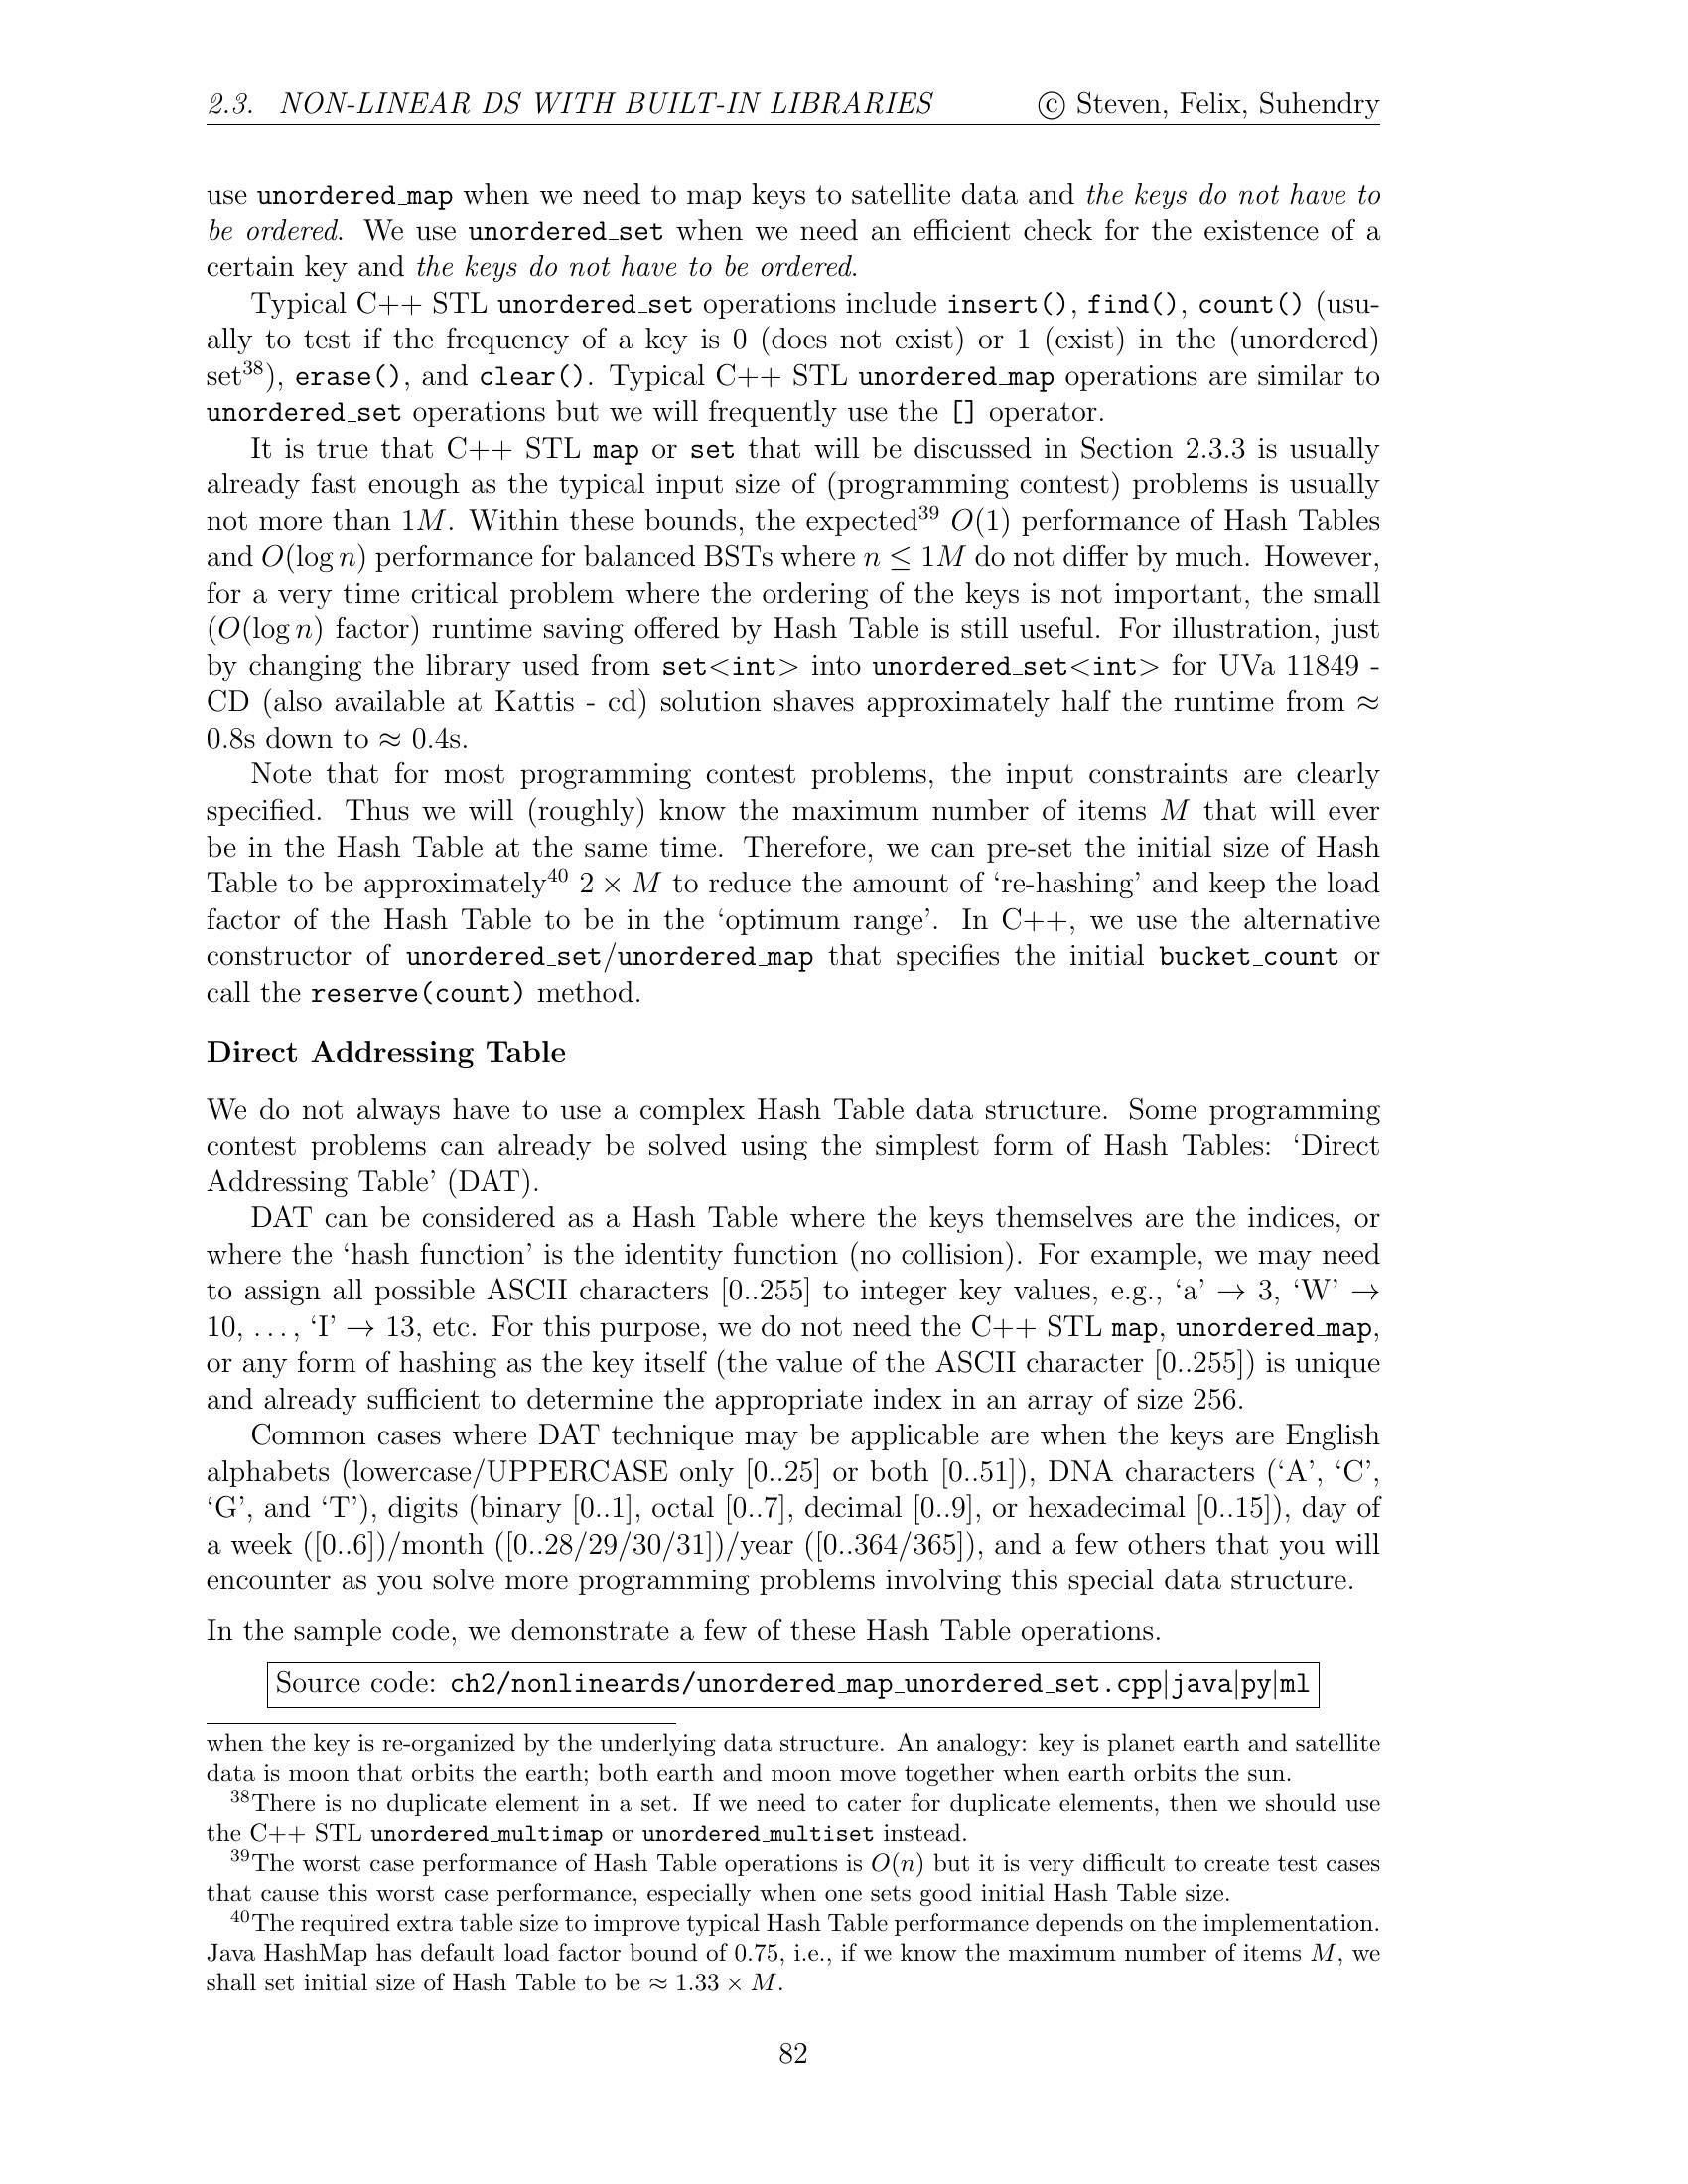 2.3. NON-LINEAR DS WITH BUILT-IN LIBRARIES © Steven, Felix, Suhendry
use unordered_map when we need to map keys to satellite data and the keys do not have to
be ordered. We use unordered_set when we need an efficient check for the existence of a
certain key and the keys do not have to be ordered.
Typical C++ STL unordered_set operations include insert(), find(), count() (usu-
ally to test if the frequency of a key is 0 (does not exist) or 1 (exist) in the (unordered)
set³⁸), erase(), and clear(). Typical C++ STL unordered_map operations are similar to
unordered_set operations but we will frequently use the [] operator.
It is true that C++ STL map or set that will be discussed in Section 2.3.3 is usually
already fast enough as the typical input size of (programming contest) problems is usually
not more than 1M. Within these bounds, the expected³⁹ O(1) performance of Hash Tables
and O(log n) performance for balanced BSTs where n ≤ 1M do not differ by much. However,
for a very time critical problem where the ordering of the keys is not important, the small
(O(log n) factor) runtime saving offered by Hash Table is still useful. For illustration, just
by changing the library used from set<int> into unordered_set<int> for UVa 11849 -
CD (also available at Kattis - cd) solution shaves approximately half the runtime from ≈
0.8s down to ≈ 0.4s.
Note that for most programming contest problems, the input constraints are clearly
specified. Thus we will (roughly) know the maximum number of items M that will ever
be in the Hash Table at the same time. Therefore, we can pre-set the initial size of Hash
Table to be approximately⁴⁰ 2 × M to reduce the amount of ‘re-hashing’ and keep the load
factor of the Hash Table to be in the ‘optimum range’. In C++, we use the alternative
constructor of unordered_set/unordered_map that specifies the initial bucket_count or
call the reserve(count) method.
Direct Addressing Table
We do not always have to use a complex Hash Table data structure. Some programming
contest problems can already be solved using the simplest form of Hash Tables: ‘Direct
Addressing Table’ (DAT).
DAT can be considered as a Hash Table where the keys themselves are the indices, or
where the ‘hash function’ is the identity function (no collision). For example, we may need
to assign all possible ASCII characters [0..255] to integer key values, e.g., ‘a’ → 3, ‘W’ →
10, . . . , ‘I’ → 13, etc. For this purpose, we do not need the C++ STL map, unordered_map,
or any form of hashing as the key itself (the value of the ASCII character [0..255]) is unique
and already sufficient to determine the appropriate index in an array of size 256.
Common cases where DAT technique may be applicable are when the keys are English
alphabets (lowercase/UPPERCASE only [0..25] or both [0..51]), DNA characters (‘A’, ‘C’,
‘G’, and ‘T’), digits (binary [0..1], octal [0..7], decimal [0..9], or hexadecimal [0..15]), day of
a week ([0..6])/month ([0..28/29/30/31])/year ([0..364/365]), and a few others that you will
encounter as you solve more programming problems involving this special data structure.
In the sample code, we demonstrate a few of these Hash Table operations.
Source code: ch2/nonlineards/unordered_map_unordered_set.cpp|java|py|ml
when the key is re-organized by the underlying data structure. An analogy: key is planet earth and satellite
data is moon that orbits the earth; both earth and moon move together when earth orbits the sun.
³⁸There is no duplicate element in a set. If we need to cater for duplicate elements, then we should use
the C++ STL unordered_multimap or unordered_multiset instead.
³⁹The worst case performance of Hash Table operations is O(n) but it is very difficult to create test cases
that cause this worst case performance, especially when one sets good initial Hash Table size.
⁴⁰The required extra table size to improve typical Hash Table performance depends on the implementation.
Java HashMap has default load factor bound of 0.75, i.e., if we know the maximum number of items M, we
shall set initial size of Hash Table to be ≈ 1.33 × M.
82